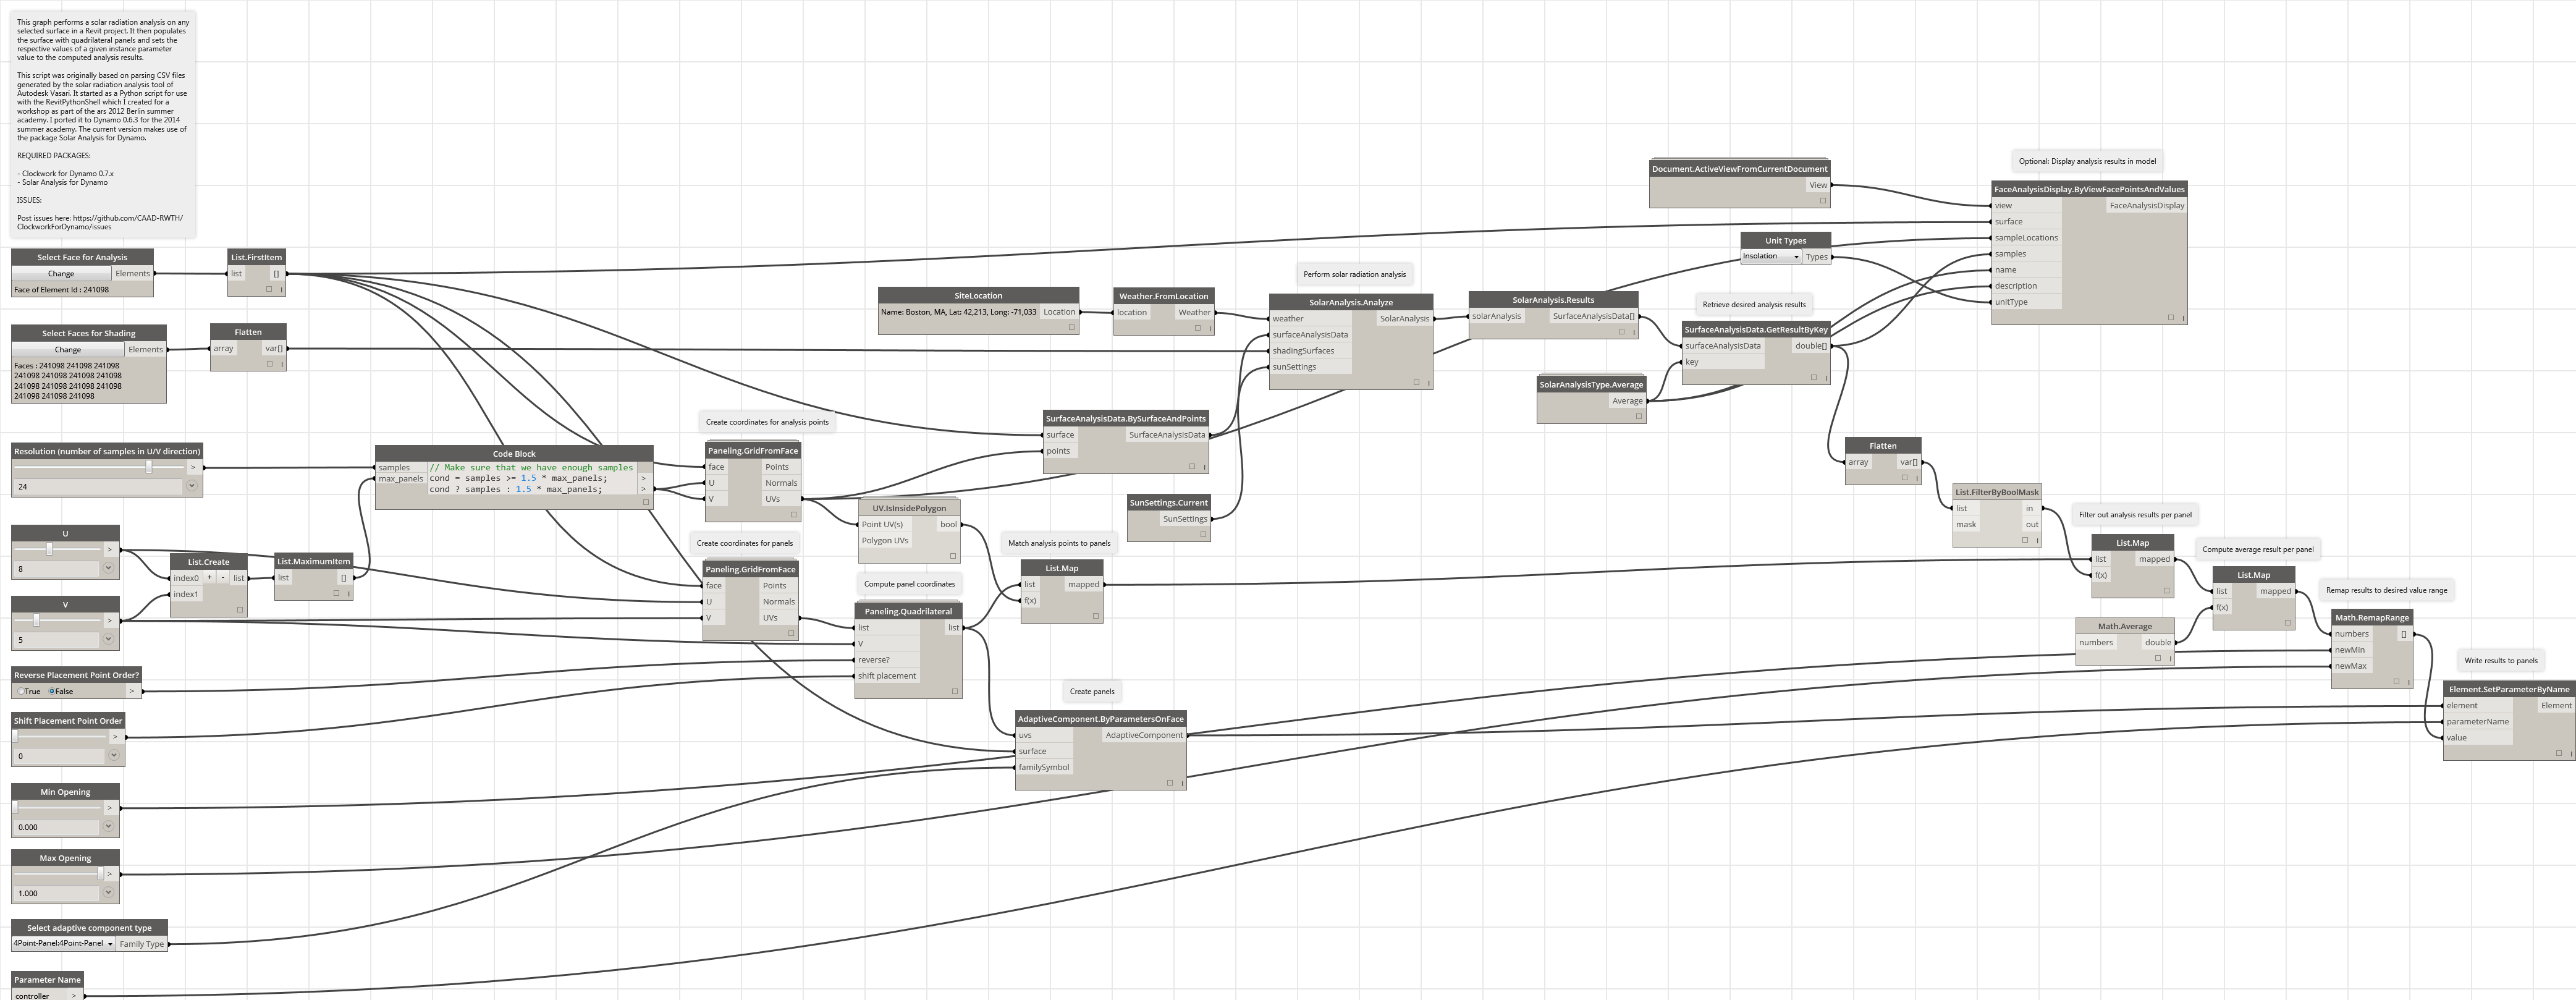 This graph performs a solar radiation analysis on any
selected surface in a Revit project. It then populates
the surface with quadrilateral panels and sets the
respective values of a given instance parameter
value to the computed analysis results.
This script was originally based on parsing CSV files
generated by the solar radiation analysis tool of
Autodesk Vasari. It started as a Python script for use
with the RevitPythonShell which I created for a
workshop as part of the ars 2012 Berlin summer
academy. I ported it to Dynamo 0.6.3 for the 2014
summer academy. The current version makes use of
the package Solar Analysis for Dynamo.
REQUIRED PACKAGES:
- Clockwork for Dynamo 0.7.x
- Solar Analysis for Dynamo
ISSUES:
Post issues here: https://github.com/CAAD-RWTH/
ClockworkForDynamo/issues
Select Face for Analysis
Change
Elements
Face of Element Id : 241098
List.FirstItem
list
[]
Select Faces for Shading
Change
Elements
Faces : 241098 241098 241098
241098 241098 241098 241098
241098 241098 241098 241098
241098 241098 241098
Flatten
array
var[]
Resolution (number of samples in U/V direction)
>
24
U
>
8
V
>
5
List.Create
index0
+
-
list
index1
List.MaximumItem
list
[]
Reverse Placement Point Order?
True
False
>
Shift Placement Point Order
>
0
Min Opening
>
0.000
Max Opening
>
1.000
Select adaptive component type
4Point-Panel:4Point-Panel
Family Type
Parameter Name
controller
>
Code Block
samples
max_panels
// Make sure that we have enough samples
cond = samples >= 1.5 * max_panels;
cond ? samples : 1.5 * max_panels;
>
>
Create coordinates for analysis points
Paneling.GridFromFace
face
Points
U
Normals
V
UVs
Create coordinates for panels
Paneling.GridFromFace
face
Points
U
Normals
V
UVs
UV.IsInsidePolygon
Point UV(s)
bool
Polygon UVs
Compute panel coordinates
Paneling.Quadrilateral
list
list
V
reverse?
shift placement
Match analysis points to panels
List.Map
list
mapped
f(x)
Create panels
AdaptiveComponent.ByParametersOnFace
uvs
AdaptiveComponent
surface
familySymbol
SiteLocation
Name: Boston, MA, Lat: 42,213, Long: -71,033
Location
Weather.FromLocation
location
Weather
SurfaceAnalysisData.BySurfaceAndPoints
surface
SurfaceAnalysisData
points
SunSettings.Current
SunSettings
Perform solar radiation analysis
SolarAnalysis.Analyze
weather
SolarAnalysis
surfaceAnalysisData
shadingSurfaces
sunSettings
SolarAnalysis.Results
solarAnalysis
SurfaceAnalysisData[]
SolarAnalysisType.Average
Average
Retrieve desired analysis results
SurfaceAnalysisData.GetResultByKey
surfaceAnalysisData
double[]
key
Document.ActiveViewFromCurrentDocument
View
Unit Types
Insolation
Types
Optional: Display analysis results in model
FaceAnalysisDisplay.ByViewFacePointsAndValues
view
FaceAnalysisDisplay
surface
sampleLocations
samples
name
description
unitType
Flatten
array
var[]
List.FilterByBoolMask
list
in
mask
out
Filter out analysis results per panel
List.Map
list
mapped
f(x)
Math.Average
numbers
double
Compute average result per panel
List.Map
list
mapped
f(x)
Remap results to desired value range
Math.RemapRange
numbers
[]
newMin
newMax
Write results to panels
Element.SetParameterByName
element
Element
parameterName
value